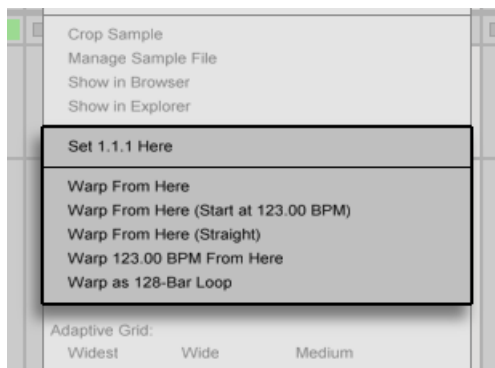 Crop Sample
Manage Sample File
Show in Browser
Show in Explorer
Set 1.1.1 Here
Warp From Here
Warp From Here (Start at 123.00 BPM)
Warp From Here (Straight)
Warp 123.00 BPM From Here
Warp as 128-Bar Loop
Adaptive Grid:
Widest Wide Medium